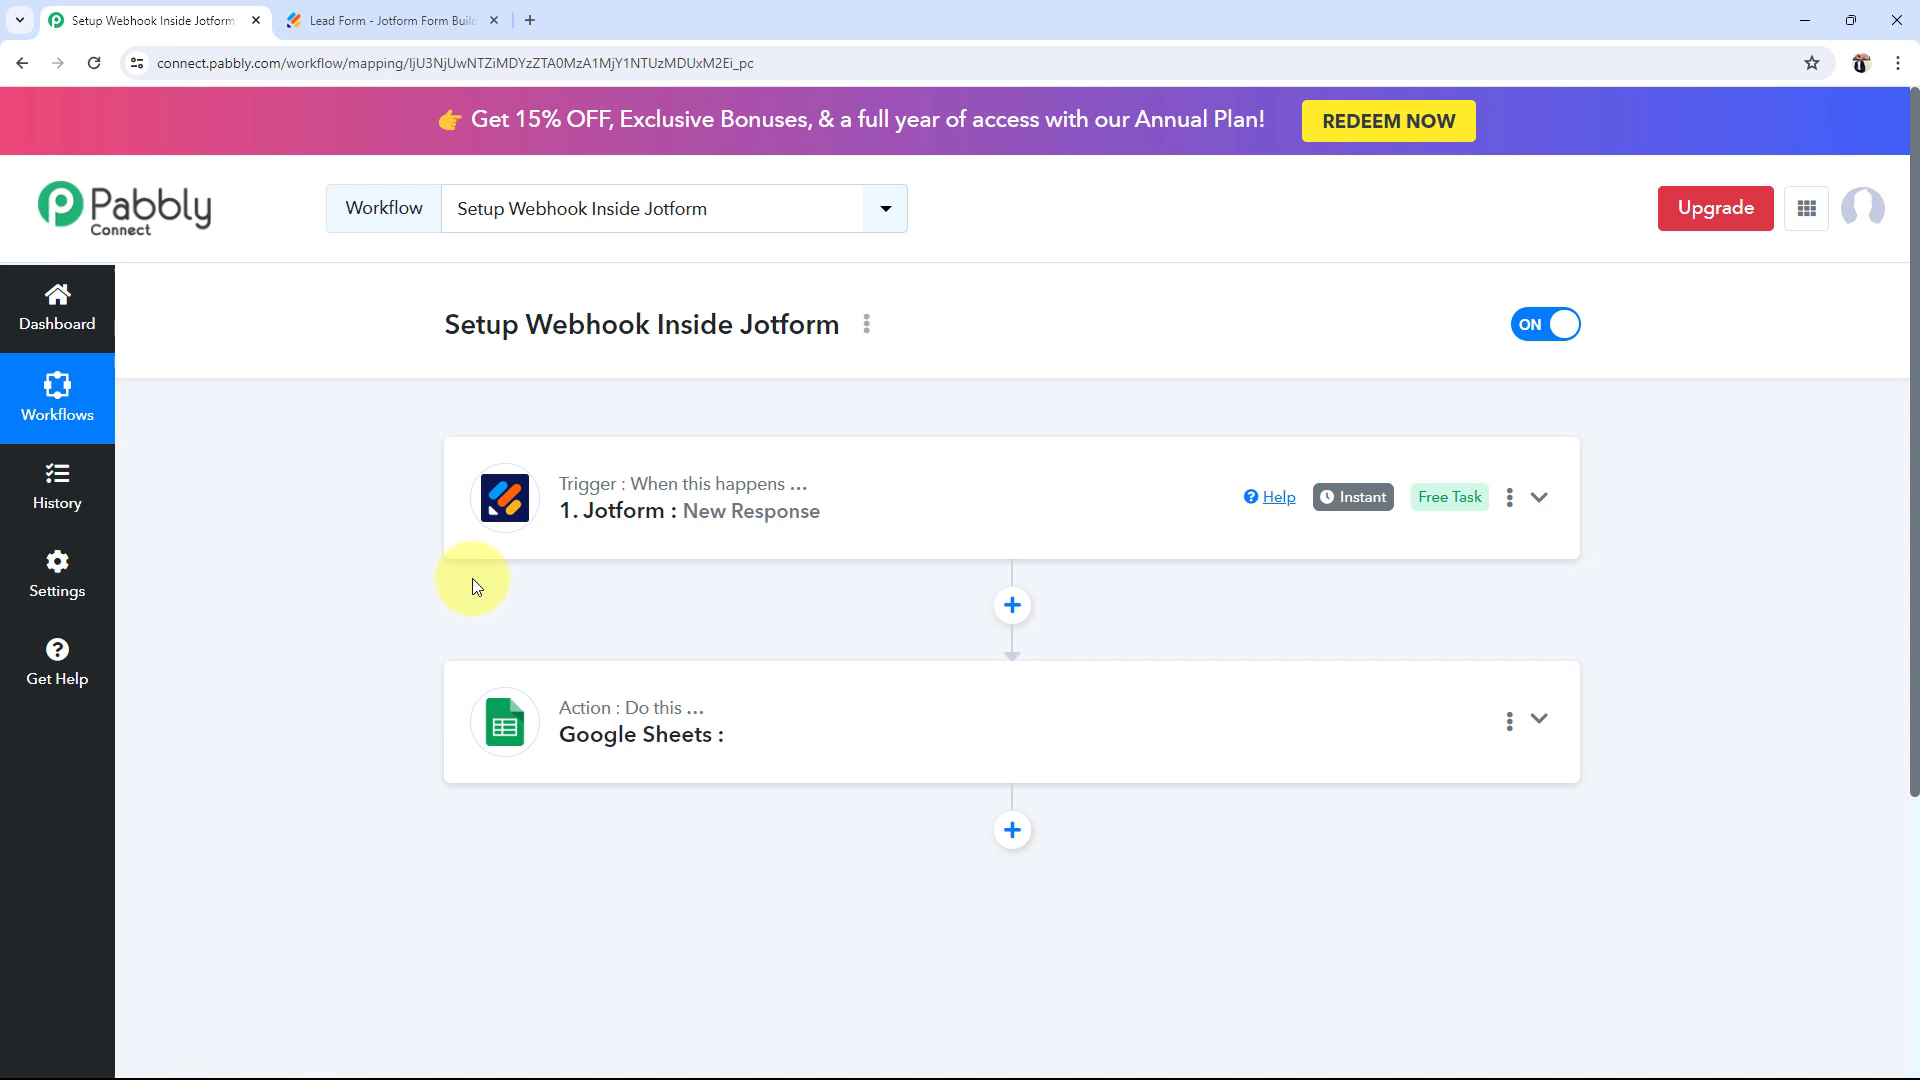 Setup Webhook Inside Jotform
Lead Form - Jotform Form Buil
connect.pabbly.com/workflow/mapping/IjU3NjUwNTZiMDYzZTA0MzA1MjY1NTUzMDUxM2Ei_pc
👉 Get 15% OFF, Exclusive Bonuses, & a full year of access with our Annual Plan!
REDEEM NOW
Pabbly
Connect
Workflow
Setup Webhook Inside Jotform
Upgrade
Dashboard
Workflows
History
Settings
Get Help
Setup Webhook Inside Jotform
ON
Trigger : When this happens ...
1. Jotform : New Response
Help
Instant
Free Task
Action : Do this ...
Google Sheets :